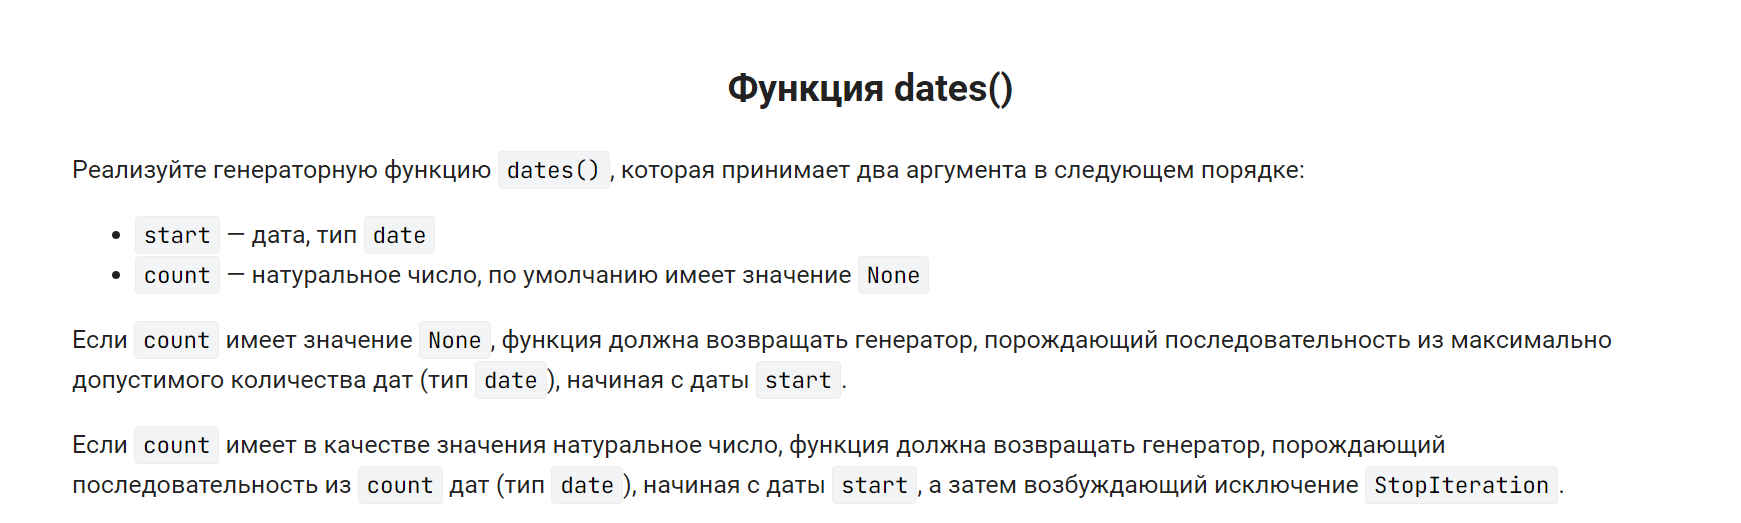 Функция dates()
Реализуйте генераторную функцию dates(), которая принимает два аргумента в следующем порядке:
• start — дата, тип date
• count — натуральное число, по умолчанию имеет значение None
Если count имеет значение None, функция должна возвращать генератор, порождающий последовательность из максимально
допустимого количества дат (тип date), начиная с даты start.
Если count имеет в качестве значения натуральное число, функция должна возвращать генератор, порождающий
последовательность из count дат (тип date), начиная с даты start, а затем возбуждающий исключение StopIteration.